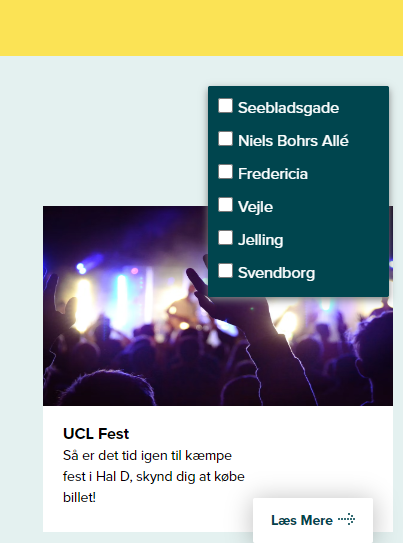 Seebladsgade
Niels Bohrs Allé
Fredericia
Vejle
Jelling
Svendborg
UCL Fest
Så er det tid igen til kæmpe
fest i Hal D, skynd dig at købe
billet!
Læs Mere